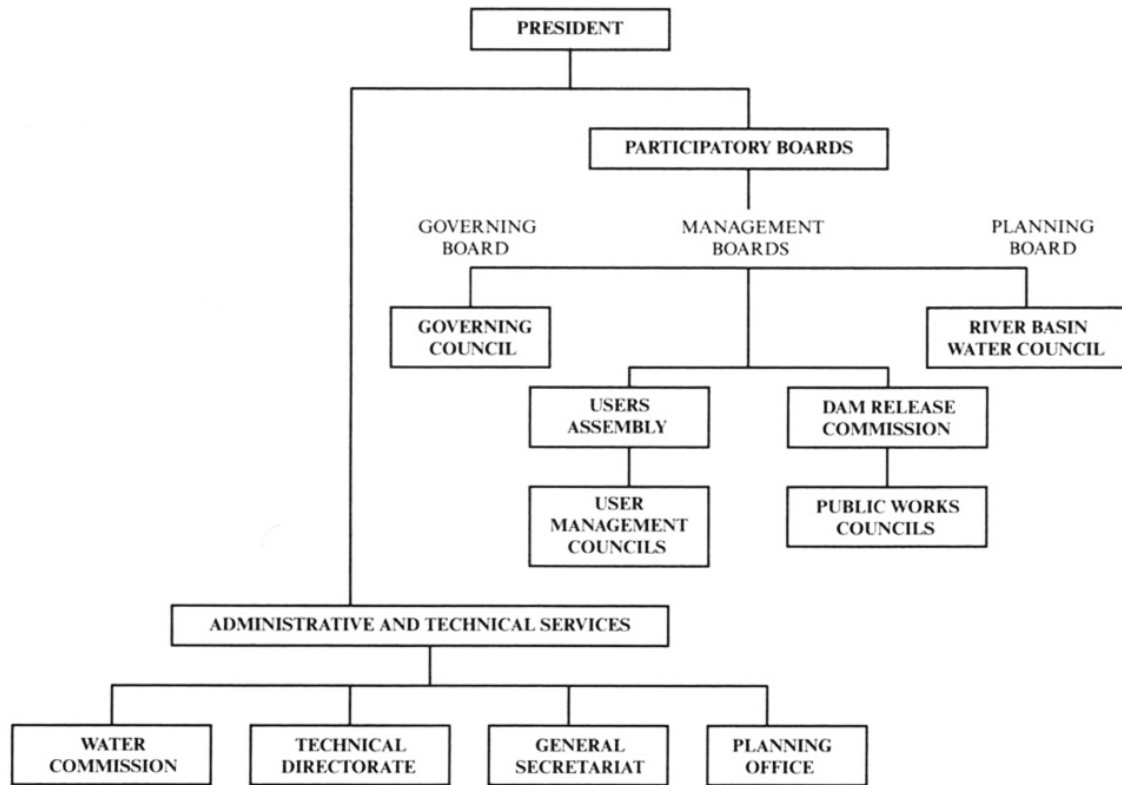 PRESIDENT
PARTICIPATORY BOARDS
GOVERNING
BOARD
MANAGEMENT
BOARDS
PLANNING
BOARD
GOVERNING
COUNCIL
RIVER BASIN
WATER COUNCIL
USERS
ASSEMBLY
DAM RELEASE
COMMISSION
USER
MANAGEMENT
COUNCILS
PUBLIC WORKS
COUNCILS
ADMINISTRATIVE AND TECHNICAL SERVICES
WATER
COMMISSION
TECHNICAL
DIRECTORATE
GENERAL
SECRETARIAT
PLANNING
OFFICE